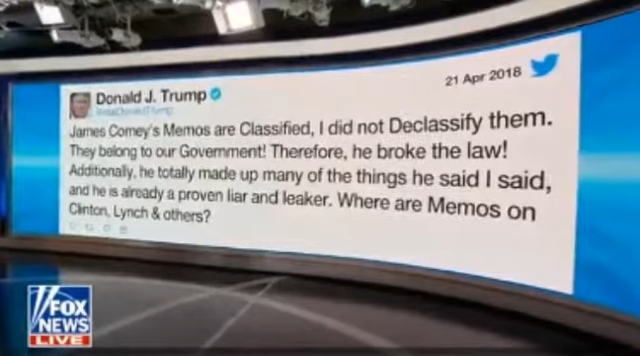 21 Apr 2018
Donald J. Trump
James Comey's Memos are Classified, I did not Declassify them.
They belong to our Government! Therefore, he broke the law!
Additionally, he totally made up many of the things he said I said,
and he is already a proven liar and leaker. Where are Memos on
Clinton, Lynch & others?
FOX
NEWS
LIVE